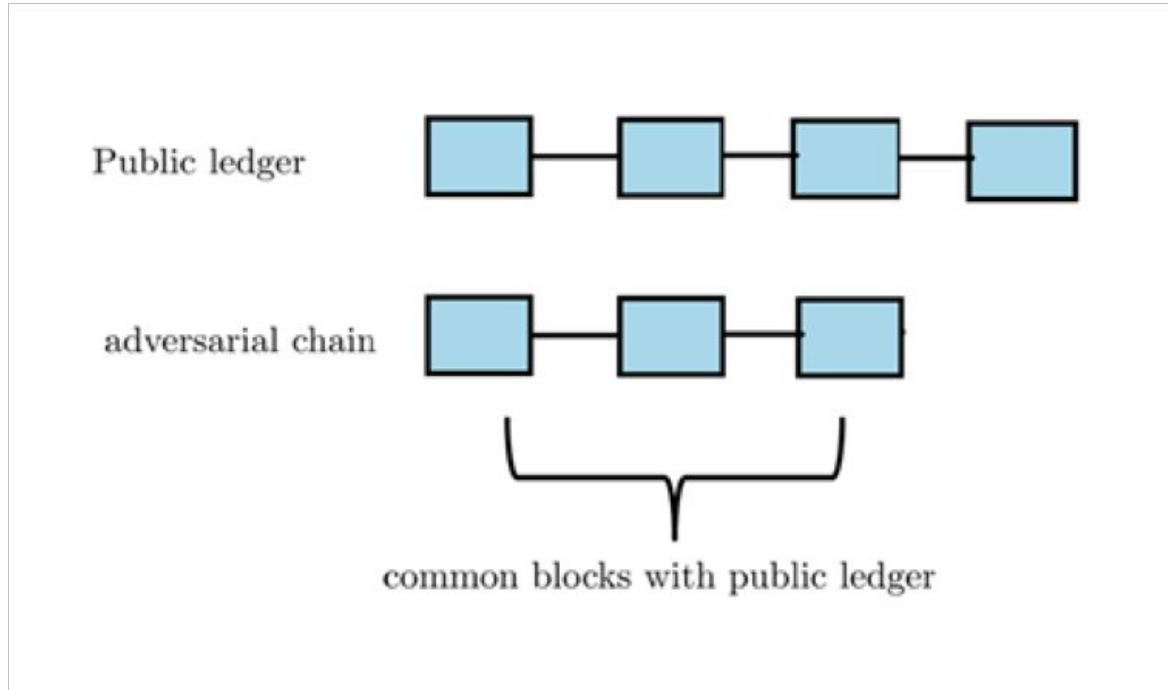 Public ledger
adversarial chain
common blocks with public ledger